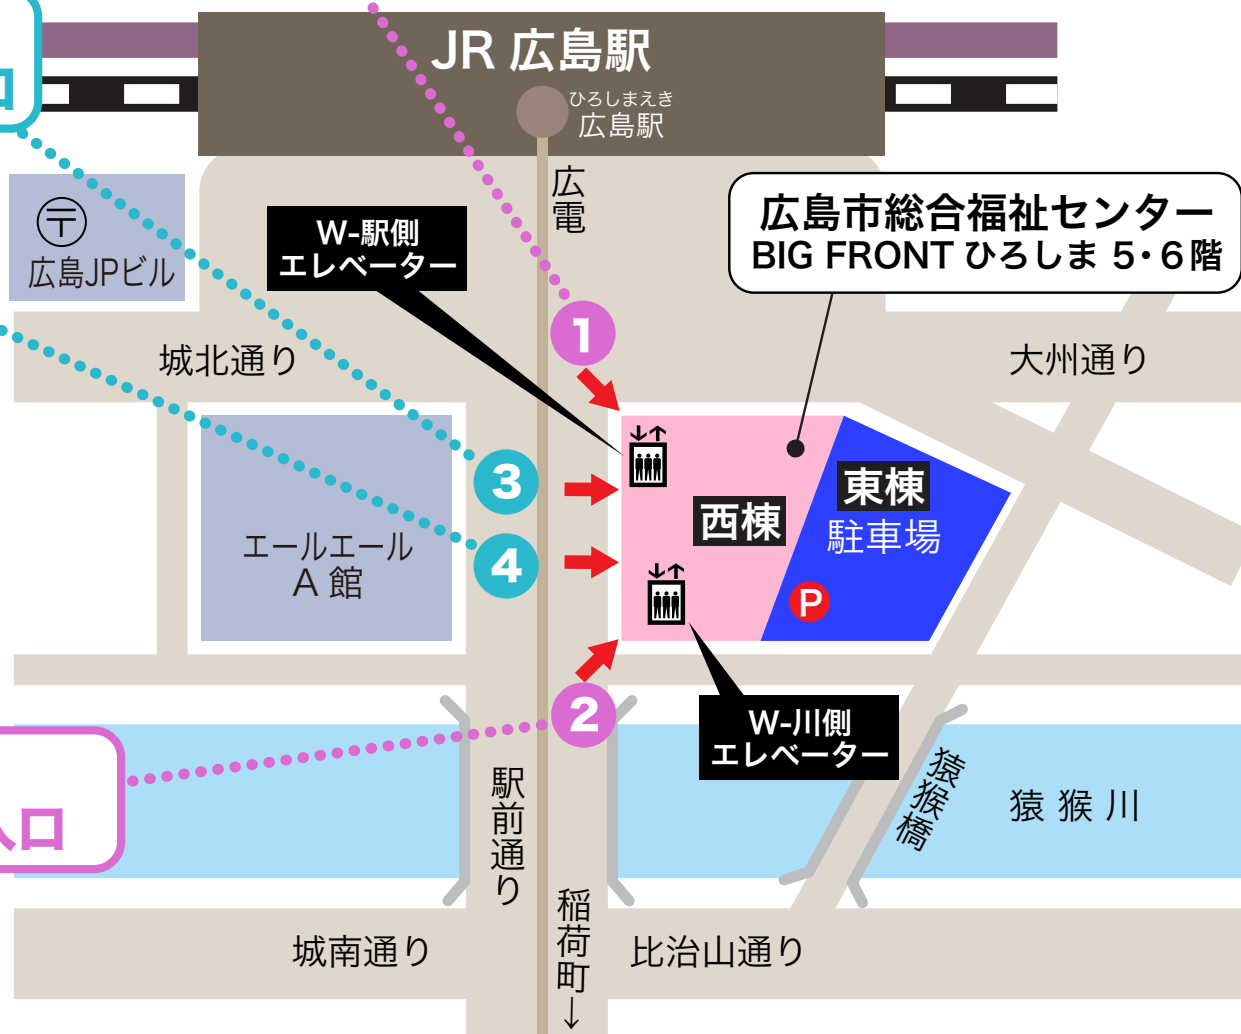 JR 広島駅
ひろしまえき
広島駅
口
広電
〒
広島JPビル
W-駅側
エレベーター
広島市総合福祉センター
BIG FRONT ひろしま 5・6階
1
城北通り
大州通り
3
4
エールエール
A 館
西棟
東棟
駐車場
P
2
W-川側
エレベーター
入口
駅前通り
猿猴橋
猿猴川
稲荷町→
城南通り
比治山通り